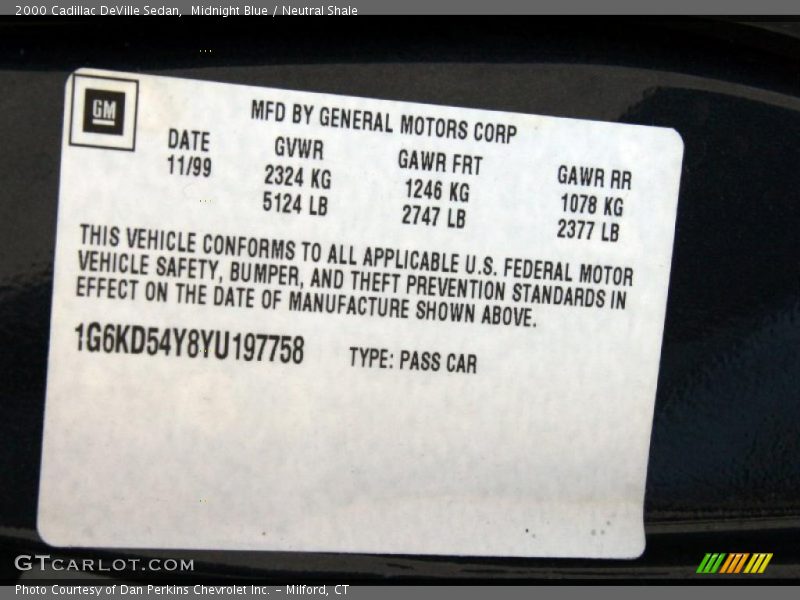 2000 Cadillac DeVille Sedan,  Midnight Blue / Neutral Shale
GM
MFD BY GENERAL MOTORS CORP
DATE GVWR GAWR FRT GAWR RR
11/99 2324 KG 1246 KG 1078 KG
5124 LB 2747 LB 2377 LB
THIS VEHICLE CONFORMS TO ALL APPLICABLE U.S. FEDERAL MOTOR
VEHICLE SAFETY, BUMPER, AND THEFT PREVENTION STANDARDS IN
EFFECT ON THE DATE OF MANUFACTURE SHOWN ABOVE.
1G6KD54Y8YU197758 TYPE: PASS CAR
GTCARLOT.COM
Photo Courtesy of Dan Perkins Chevrolet Inc. – Milford, CT